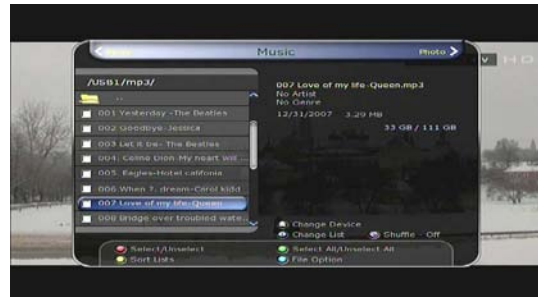 Music
Photo
/USB1/mp3/
..
001 Yesterday -The Beatles
002 Goodbye-Jessica
003 Let it be- The Beatles
004. Celine Dion-My heart will ...
005. Eagles-Hotel califonia
006 When ?. dream-Carol kidd
007 Love of my life-Queen
008 Bridge over troubled wate...
007 Love of my life-Queen.mp3
No Artist
No Genre
12/31/2007 3.29 MB
33 GB / 111 GB
Change Device
Change List Shuffle - Off
Select/Unselect Select All/Unselect All
Sort Lists File Option
HD